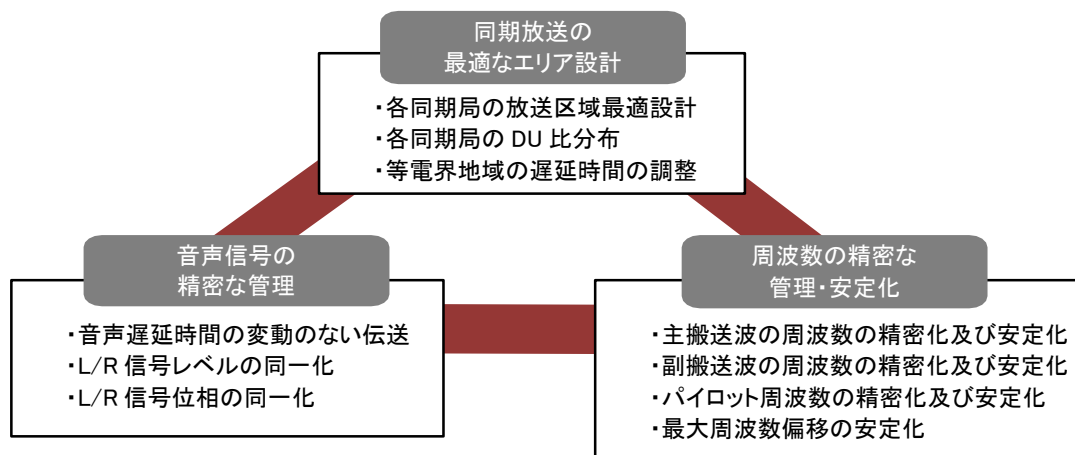 同期放送の
最適なエリア設計
・各同期局の放送区域最適設計
・各同期局の DU 比分布
・等電界地域の遅延時間の調整
音声信号の
精密な管理
・音声遅延時間の変動のない伝送
・L/R 信号レベルの同一化
・L/R 信号位相の同一化
周波数の精密な
管理・安定化
・主搬送波の周波数の精密化及び安定化
・副搬送波の周波数の精密化及び安定化
・パイロット周波数の精密化及び安定化
・最大周波数偏移の安定化